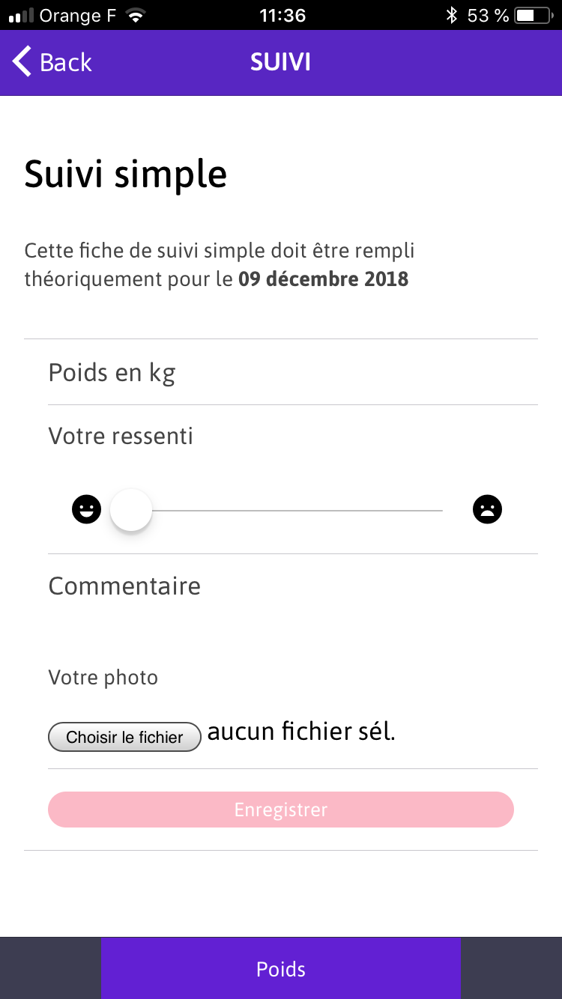 Orange F 11:36 53 %
Back SUIVI
Suivi simple
Cette fiche de suivi simple doit être rempli
théoriquement pour le 09 décembre 2018
Poids en kg
Votre ressenti
Commentaire
Votre photo
Choisir le fichier aucun fichier sél.
Enregistrer
Poids